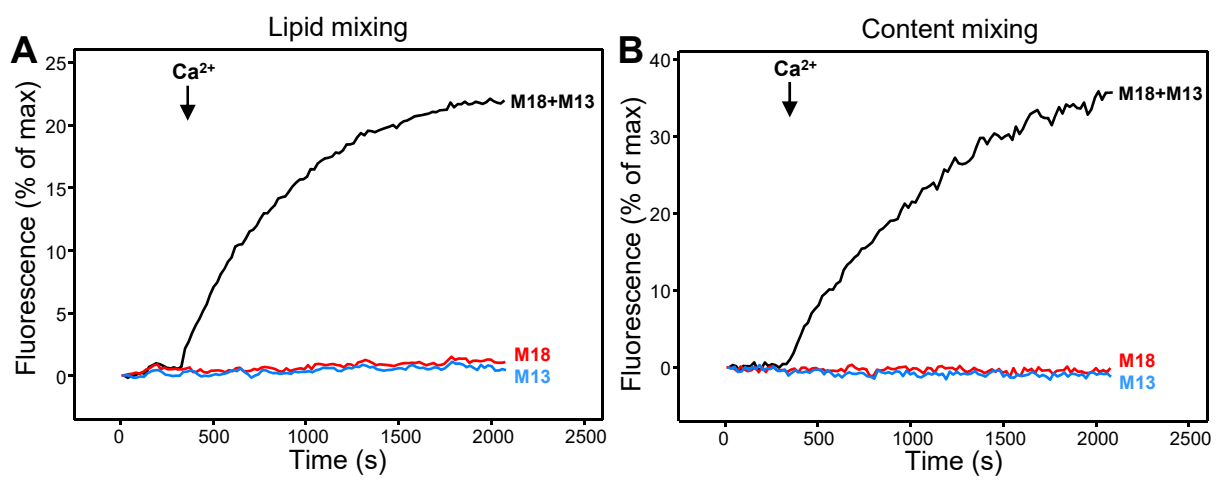 A
Lipid mixing
Fluorescence (% of max)
25
20
15
10
5
0
Ca²⁺
M18+M13
M18
M13
0 500 1000 1500 2000 2500
Time (s)
B
Content mixing
Fluorescence (% of max)
40
30
20
10
0
Ca²⁺
M18+M13
M18
M13
0 500 1000 1500 2000 2500
Time (s)